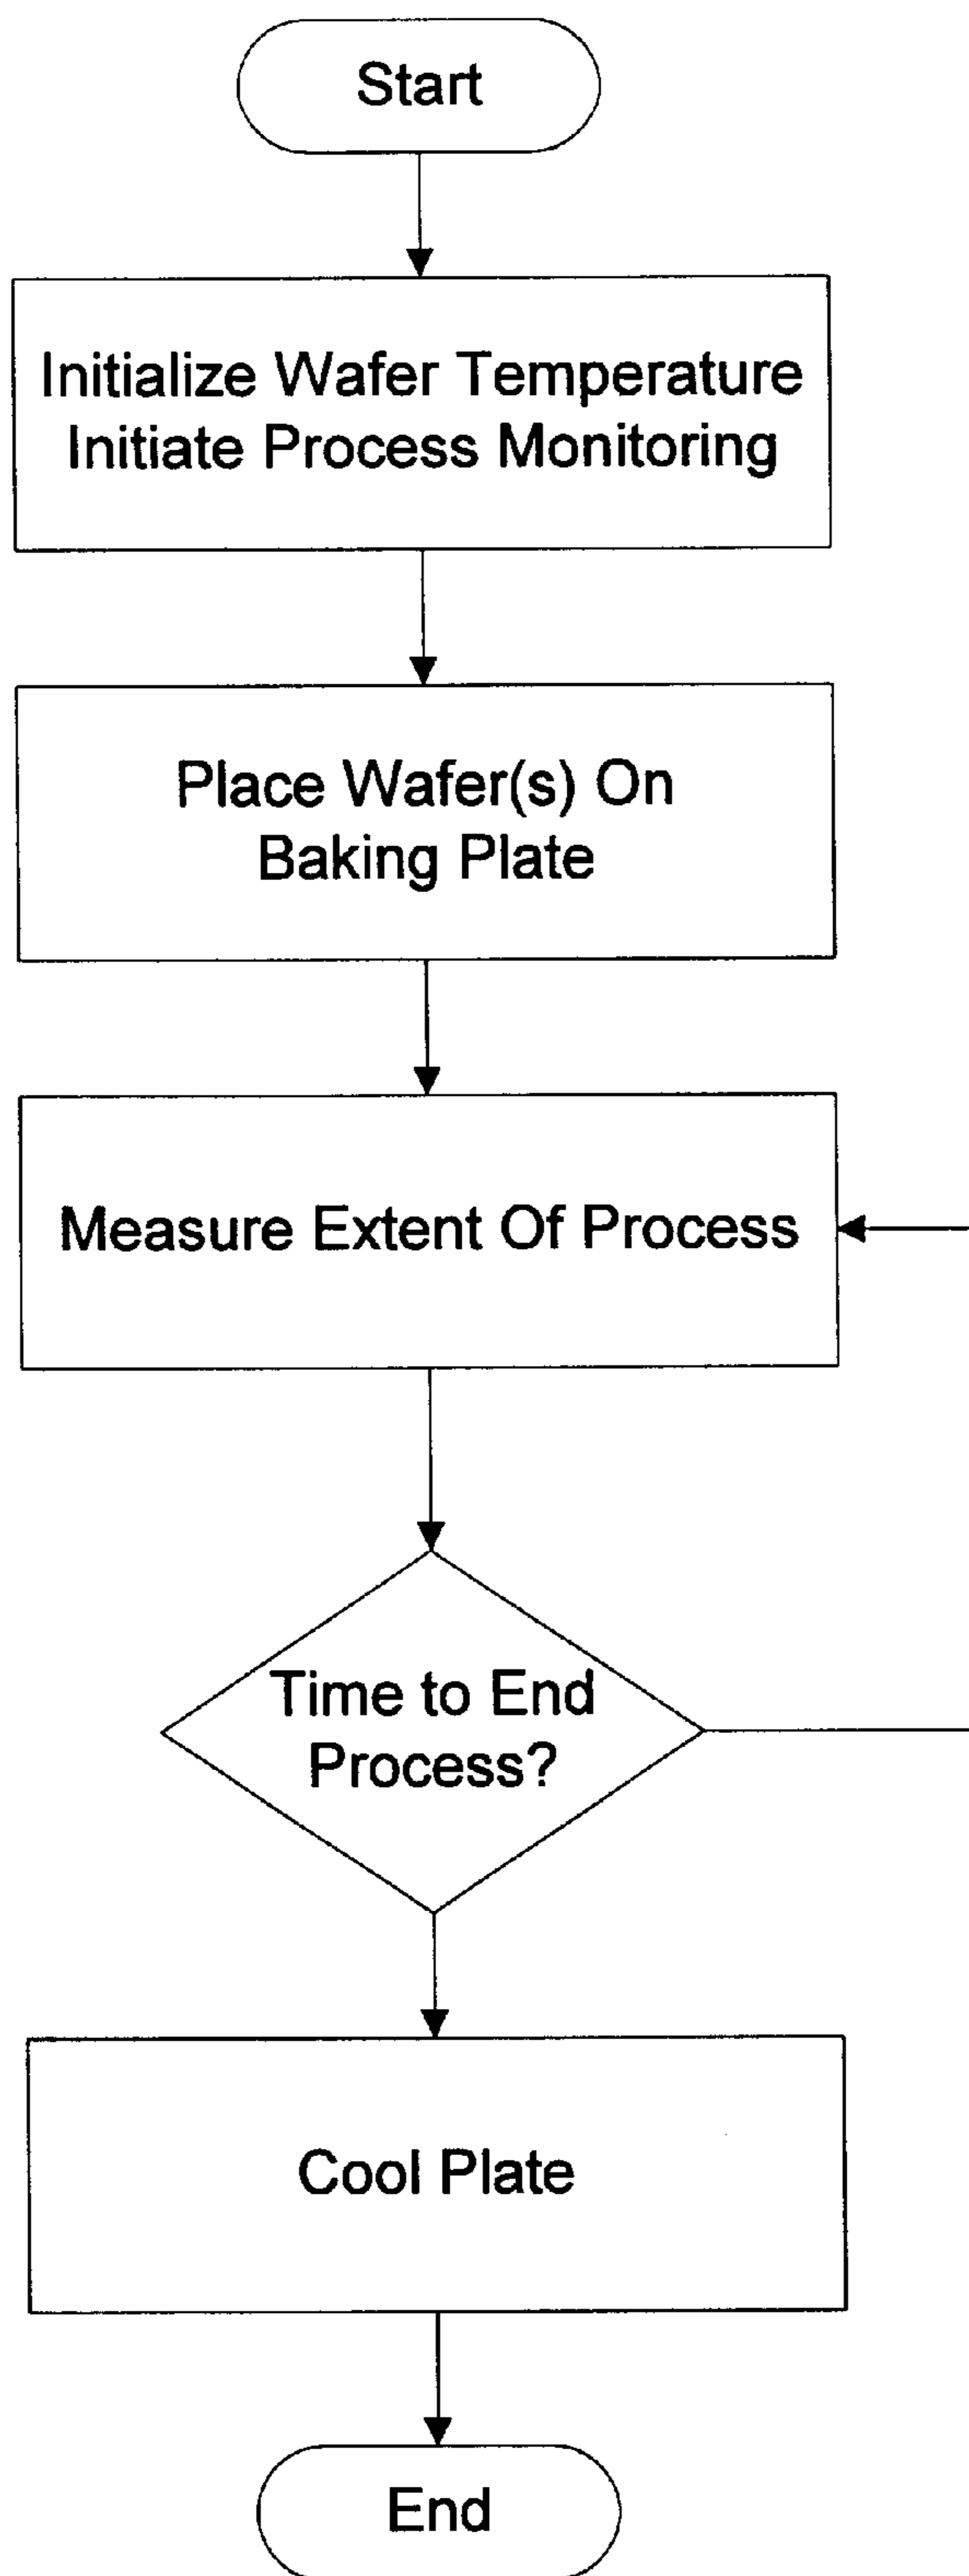 Start
Initialize Wafer Temperature
Initiate Process Monitoring
Place Wafer(s) On
Baking Plate
Measure Extent Of Process
Time to End
Process?
Cool Plate
End